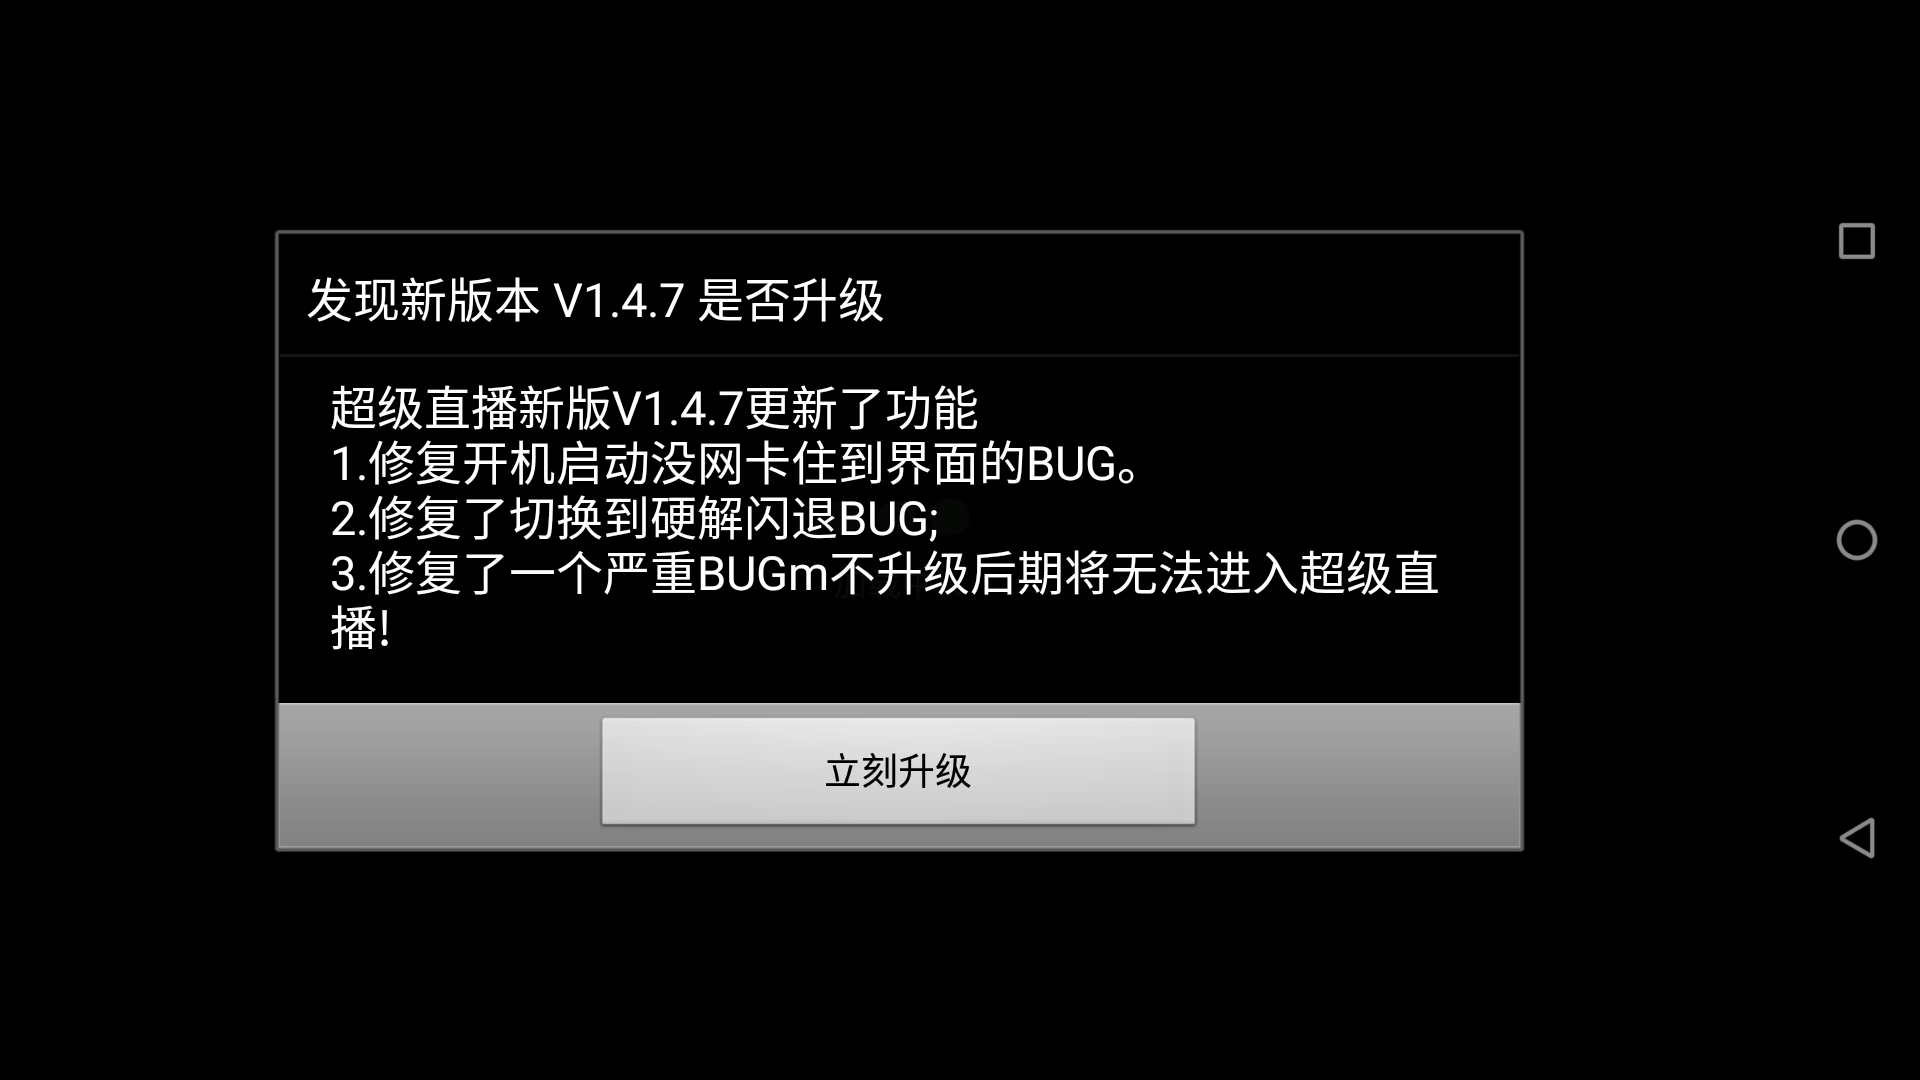 发现新版本 V1.4.7 是否升级
超级直播新版V1.4.7更新了功能
1.修复开机启动没网卡住到界面的BUG。
2.修复了切换到硬解闪退BUG;
3.修复了一个严重BUGm不升级后期将无法进入超级直
播!
立刻升级